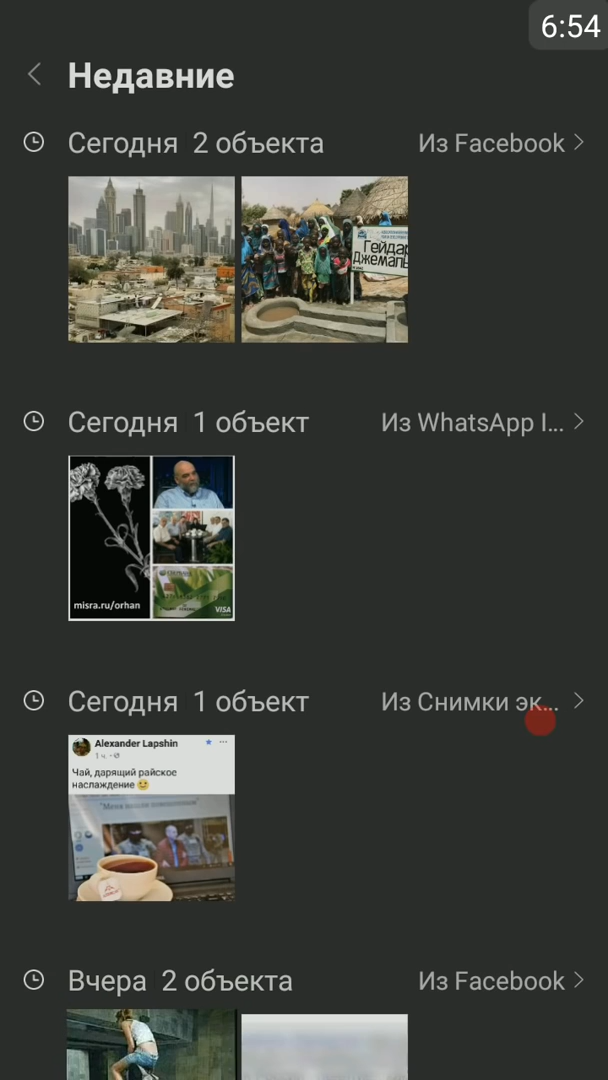 6:54
Недавние
Сегодня 2 объекта Из Facebook
Гейдар
Джемаль
Сегодня 1 объект Из WhatsApp I...
misra.ru/orhan
VISA
Сегодня 1 объект Из Снимки эк...
Alexander Lapshin
1 ч.
Чай, дарящий райское
наслаждение 😉
Вчера 2 объекта Из Facebook